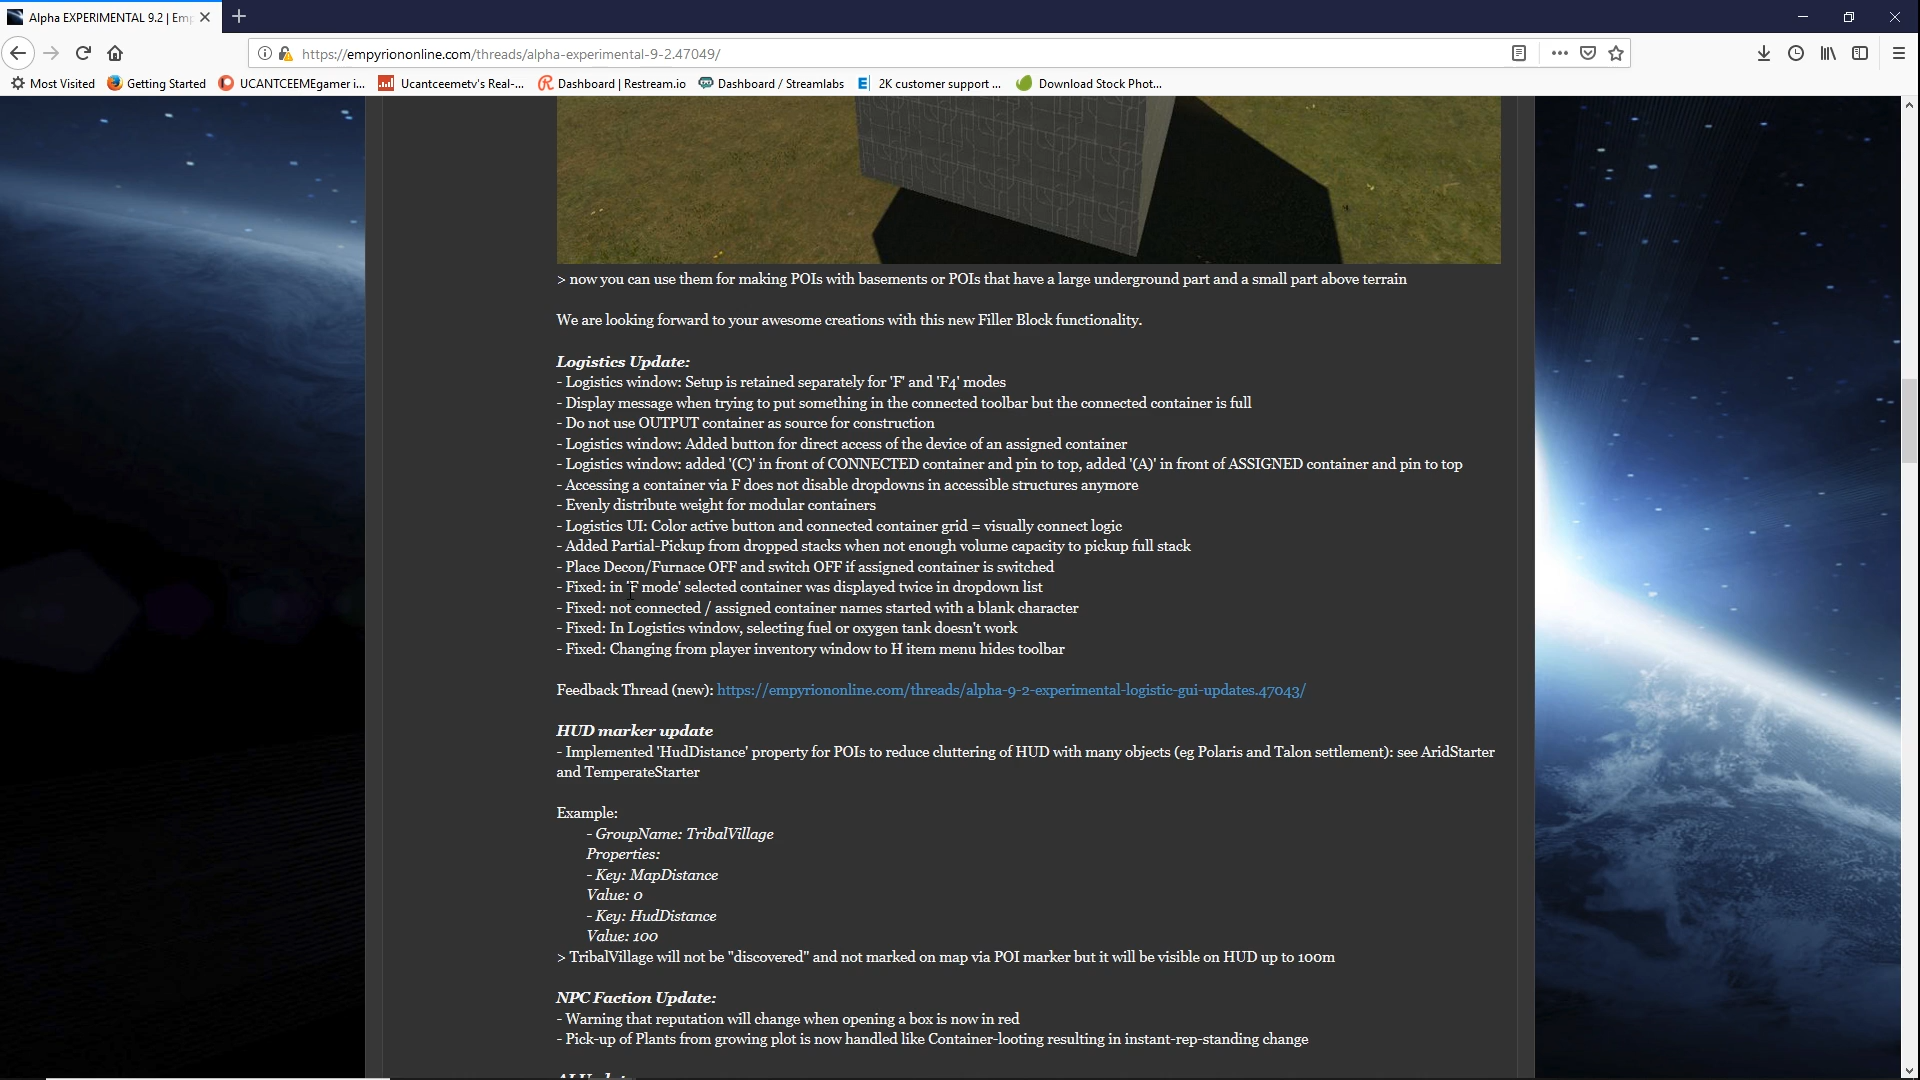 Alpha EXPERIMENTAL 9.2 | Em
https://empyriononline.com/threads/alpha-experimental-9-2.47049/
Most Visited Getting Started UCANTCEEMEgamer i... Ucantceemetv's Real-... Dashboard | Restream.io Dashboard / Streamlabs 2K customer support ... Download Stock Phot...
> now you can use them for making POIs with basements or POIs that have a large underground part and a small part above terrain
We are looking forward to your awesome creations with this new Filler Block functionality.
Logistics Update:
- Logistics window: Setup is retained separately for 'F' and 'F4' modes
- Display message when trying to put something in the connected toolbar but the connected container is full
- Do not use OUTPUT container as source for construction
- Logistics window: Added button for direct access of the device of an assigned container
- Logistics window: added '(C)' in front of CONNECTED container and pin to top, added '(A)' in front of ASSIGNED container and pin to top
- Accessing a container via F does not disable dropdowns in accessible structures anymore
- Evenly distribute weight for modular containers
- Logistics UI: Color active button and connected container grid = visually connect logic
- Added Partial-Pickup from dropped stacks when not enough volume capacity to pickup full stack
- Place Decon/Furnace OFF and switch OFF if assigned container is switched
- Fixed: in 'F mode' selected container was displayed twice in dropdown list
- Fixed: not connected / assigned container names started with a blank character
- Fixed: In Logistics window, selecting fuel or oxygen tank doesn't work
- Fixed: Changing from player inventory window to H item menu hides toolbar
Feedback Thread (new): https://empyriononline.com/threads/alpha-9-2-experimental-logistic-gui-updates.47043/
HUD marker update
- Implemented 'HudDistance' property for POIs to reduce cluttering of HUD with many objects (eg Polaris and Talon settlement): see AridStarter
and TemperateStarter
Example:
- GroupName: TribalVillage
Properties:
- Key: MapDistance
Value: 0
- Key: HudDistance
Value: 100
> TribalVillage will not be "discovered" and not marked on map via POI marker but it will be visible on HUD up to 100m
NPC Faction Update:
- Warning that reputation will change when opening a box is now in red
- Pick-up of Plants from growing plot is now handled like Container-looting resulting in instant-rep-standing change